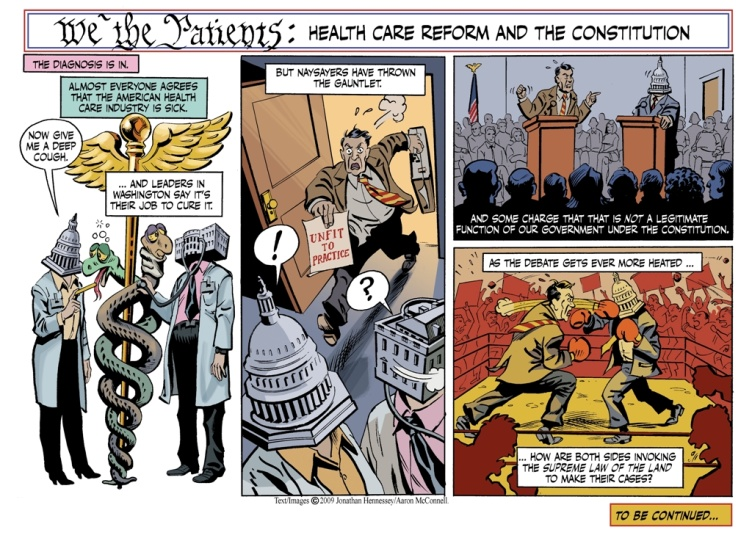 We the Patients: HEALTH CARE REFORM AND THE CONSTITUTION
THE DIAGNOSIS IS IN.
ALMOST EVERYONE AGREES
THAT THE AMERICAN HEALTH
CARE INDUSTRY IS SICK.
NOW GIVE
ME A DEEP
COUGH.
... AND LEADERS IN
WASHINGTON SAY IT'S
THEIR JOB TO CURE IT.
BUT NAYSAYERS HAVE THROWN
THE GAUNTLET.
UNFIT
TO
PRACTICE
!
?
AND SOME CHARGE THAT THAT IS NOT A LEGITIMATE
FUNCTION OF OUR GOVERNMENT UNDER THE CONSTITUTION.
AS THE DEBATE GETS EVER MORE HEATED ...
... HOW ARE BOTH SIDES INVOKING
THE SUPREME LAW OF THE LAND
TO MAKE THEIR CASES?
Text/Images © 2009 Jonathan Hennessey/Aaron McConnell.
TO BE CONTINUED...